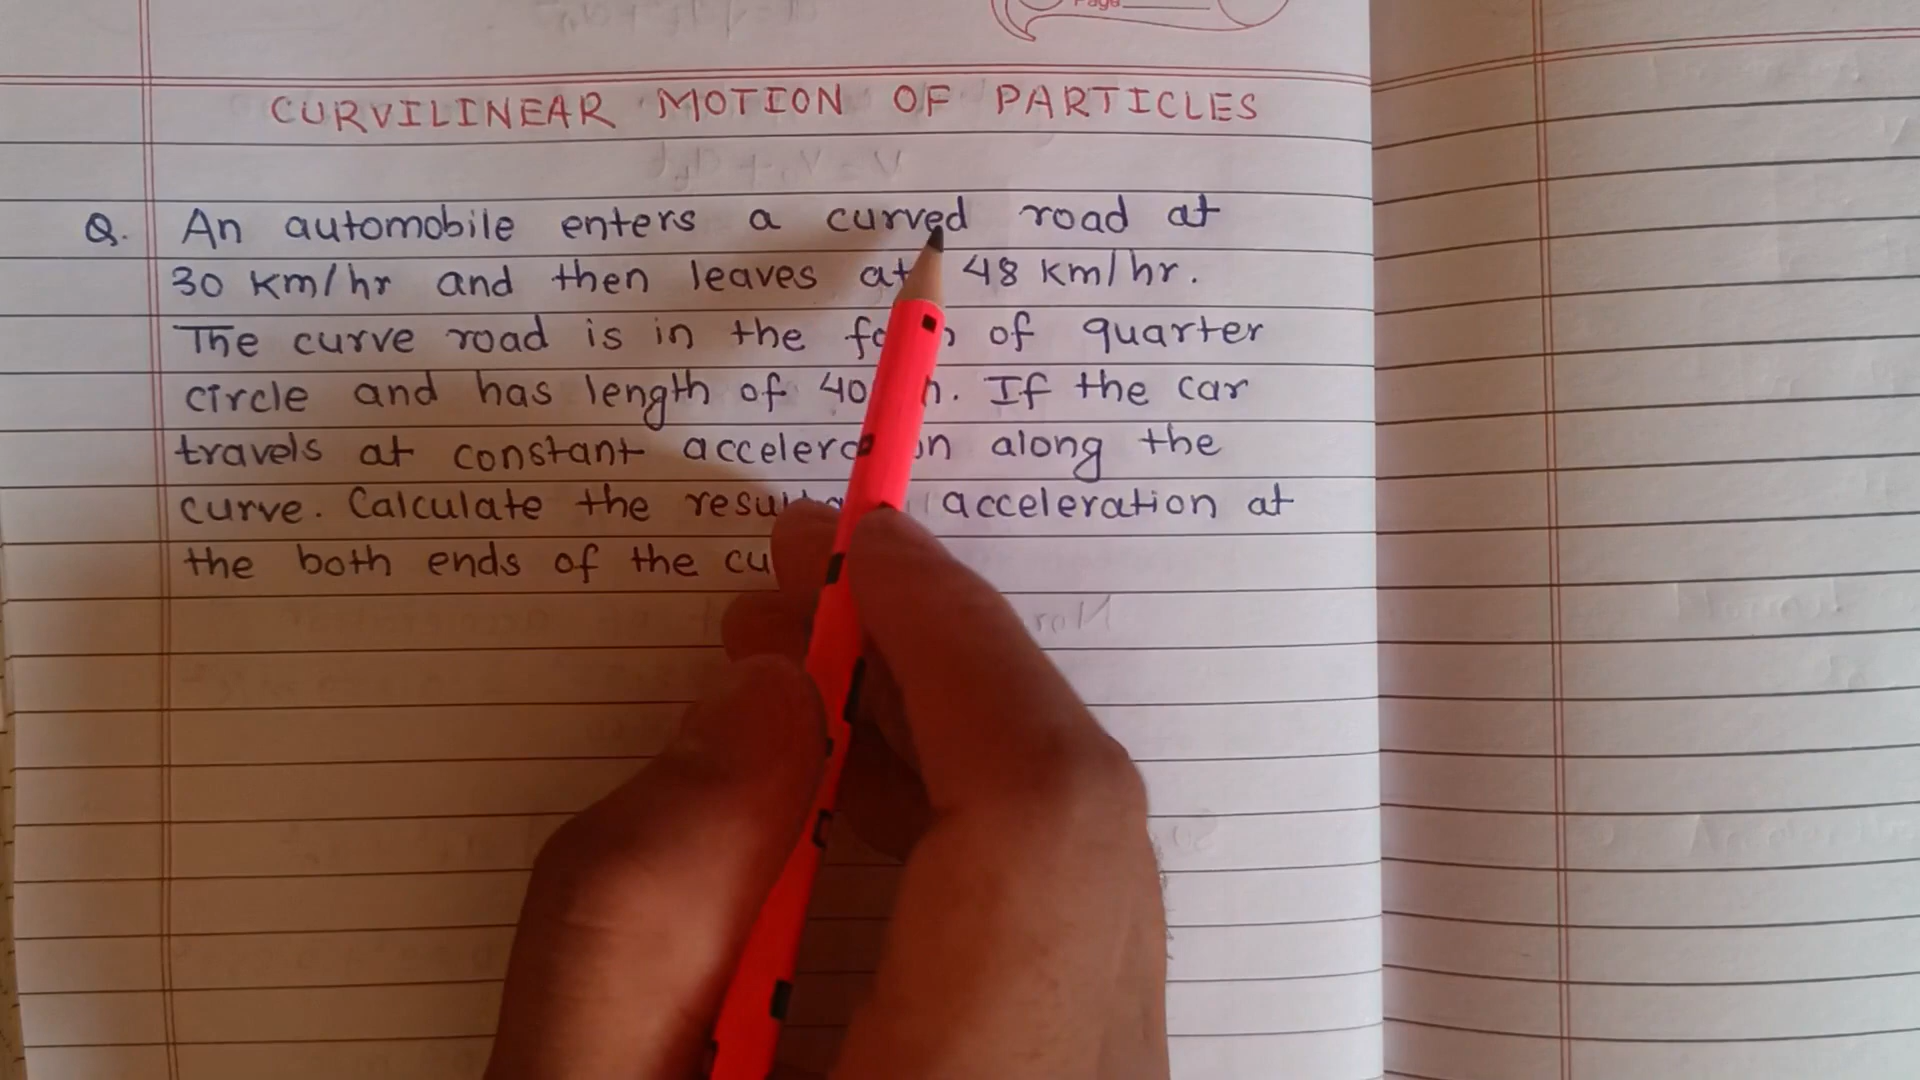 Page
CURVILINEAR MOTION OF PARTICLES
Q. An automobile enters a curved road at
30 km/hr and then leaves at 48 km/hr.
The curve road is in the of quarter
circle and has length of If the car
travels at constant along the
curve. Calculate the acceleration at
the both ends of the